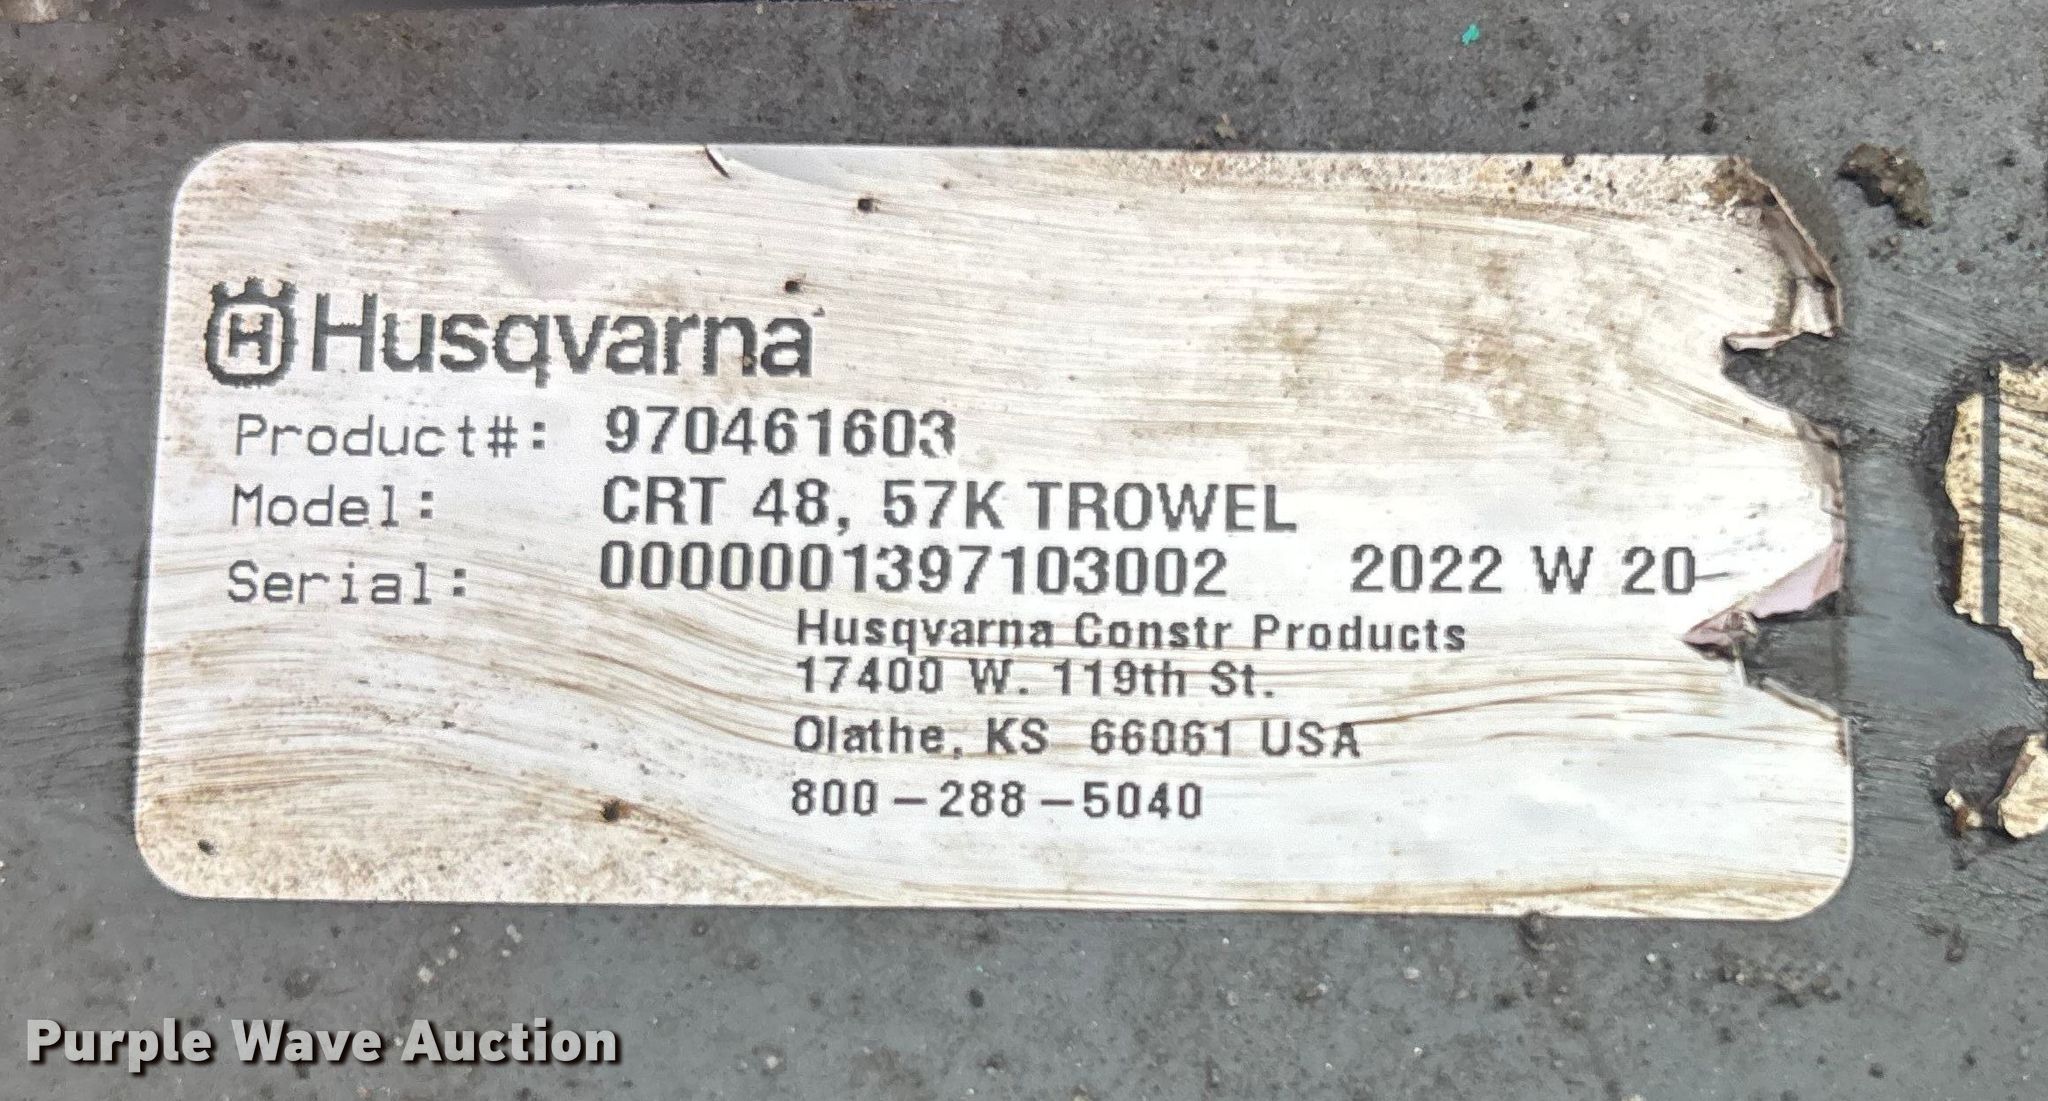 Husqvarna
Product#: 970461603
Model: CRT 48, 57K TROWEL
Serial: 0000001397103002 2022 W 20
Husqvarna Constr Products
17400 W. 119th St.
Olathe, KS 66061 USA
800-288-5040
Purple Wave Auction